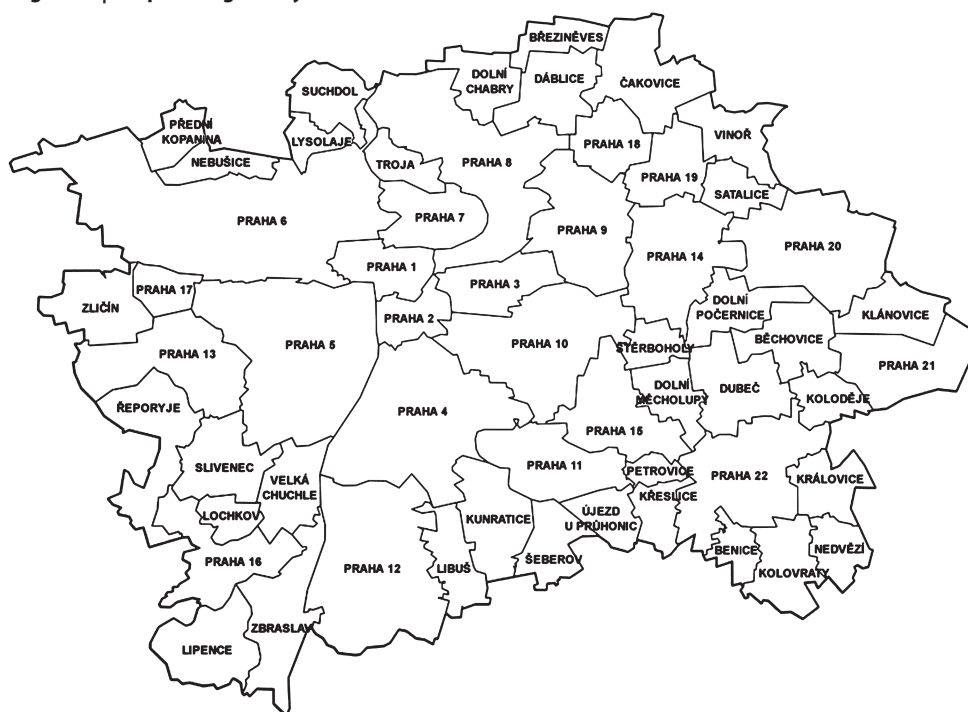 BŘEZINĚVES
DOLNÍ
CHABRY
ĎÁBLICE
ČAKOVICE
SUCHDOL
PŘEDNÍ
KOPANINA
LYSOLAJE
NEBUŠICE
TROJA
PRAHA 8
PRAHA 18
VINOŘ
PRAHA 19
SATALICE
PRAHA 6
PRAHA 7
PRAHA 9
PRAHA 14
PRAHA 20
PRAHA 1
PRAHA 3
PRAHA 17
ZLIČÍN
PRAHA 2
DOLNÍ
POČERNICE
KLÁNOVICE
PRAHA 13
PRAHA 5
PRAHA 10
ŠTĚRBOHOLY
BĚCHOVICE
PRAHA 21
DOLNÍ
MĚCHOLUPY
DUBEČ
KOLODĚJE
ŘEPORYJE
PRAHA 4
PRAHA 15
SLIVENEC
VELKÁ
CHUCHLE
PRAHA 11
PETROVICE
PRAHA 22
KRÁLOVICE
KŘESLICE
LOCHKOV
KUNRATICE
ÚJEZD
U PRŮHONIC
PRAHA 16
PRAHA 12
LIBUŠ
ŠEBEROV
BENICE
NEDVĚZÍ
KOLOVRATY
ZBRASLAV
LIPENCE